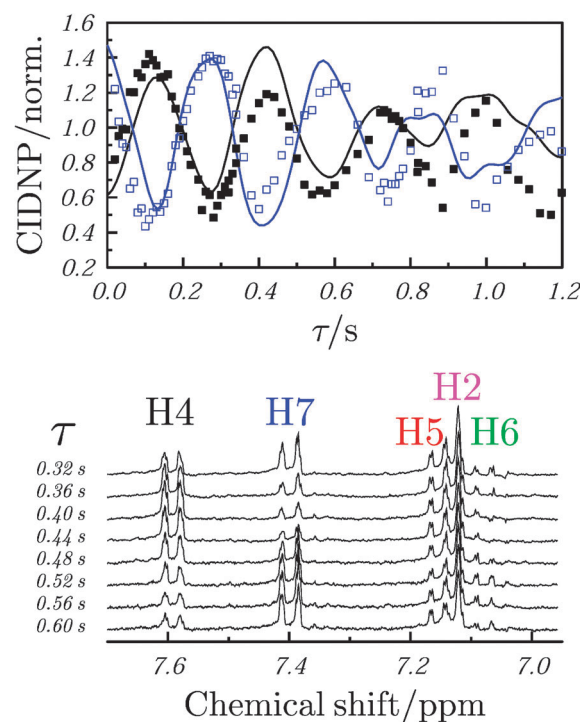 CIDNP/norm.
1.6
1.4
1.2
1.0
0.8
0.6
0.4
0.2
0.0 0.2 0.4 0.6 0.8 1.0 1.2
τ/s
H2
H4 H7 H5 H6
τ
0.32 s
0.36 s
0.40 s
0.44 s
0.48 s
0.52 s
0.56 s
0.60 s
7.6 7.4 7.2 7.0
Chemical shift/ppm